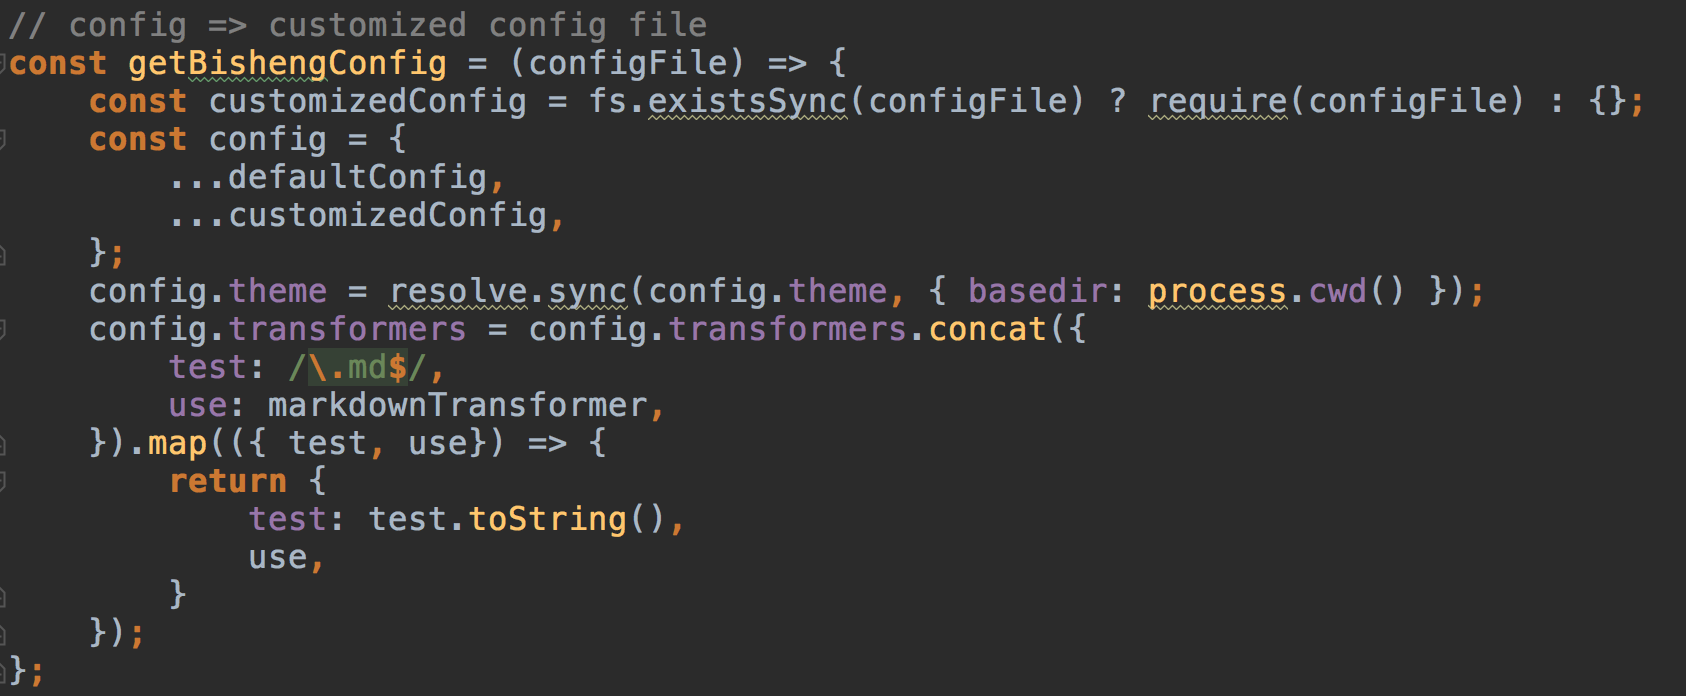 // config => customized config file
const getBishengConfig = (configFile) => {
    const customizedConfig = fs.existsSync(configFile) ? require(configFile) : {};
    const config = {
        ...defaultConfig,
        ...customizedConfig,
    };
    config.theme = resolve.sync(config.theme, { basedir: process.cwd() });
    config.transformers = config.transformers.concat({
        test: /\.md$/,
        use: markdownTransformer,
    }).map(({ test, use}) => {
        return {
            test: test.toString(),
            use,
        }
    });
};